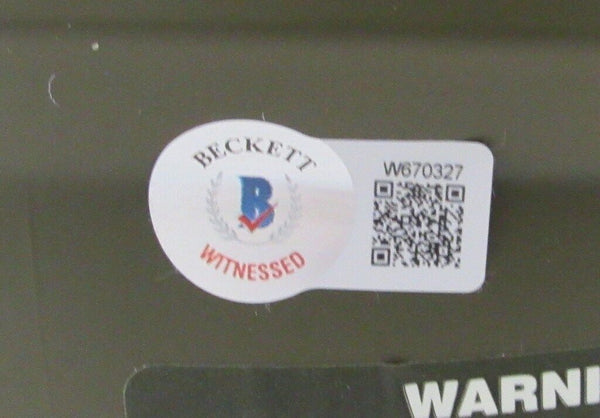 BECKETT
B
WITNESSED
W670327
WARNI